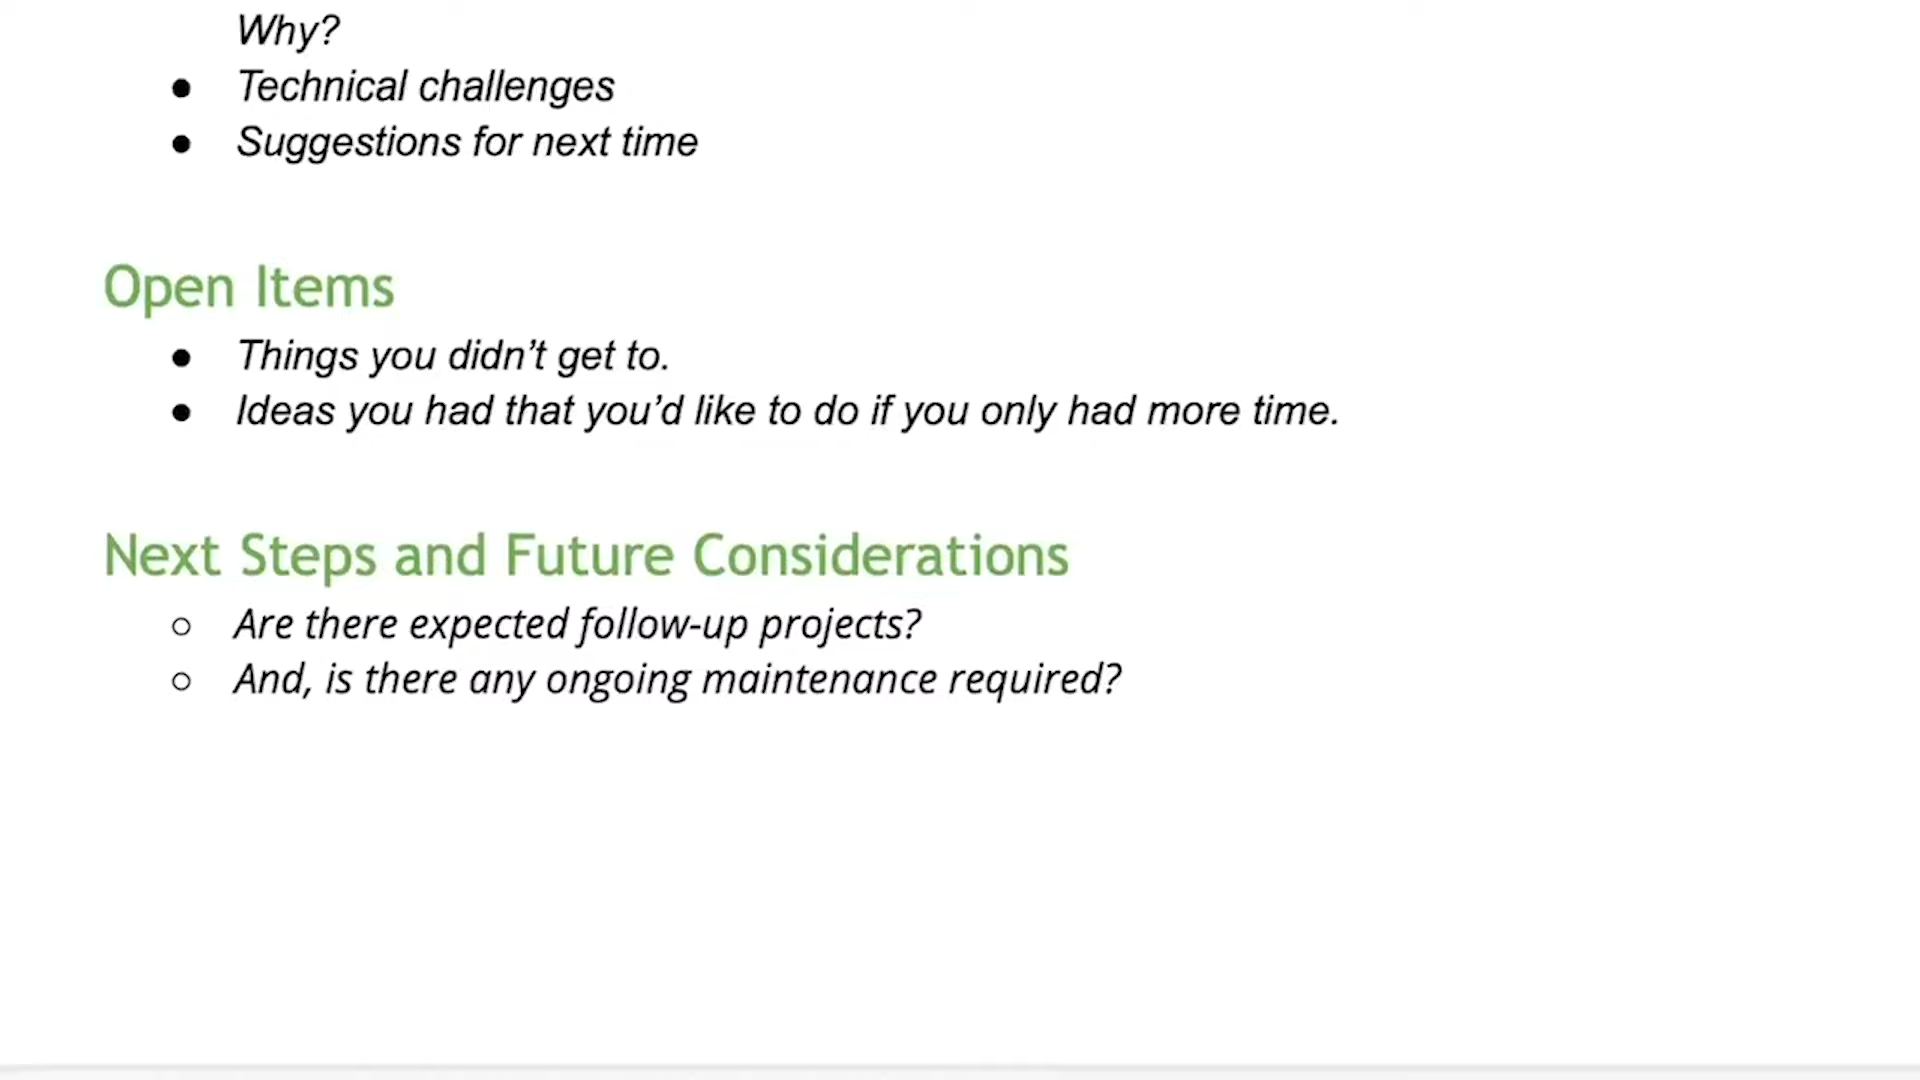 Why?
● Technical challenges
● Suggestions for next time
Open Items
● Things you didn’t get to.
● Ideas you had that you’d like to do if you only had more time.
Next Steps and Future Considerations
○ Are there expected follow-up projects?
○ And, is there any ongoing maintenance required?